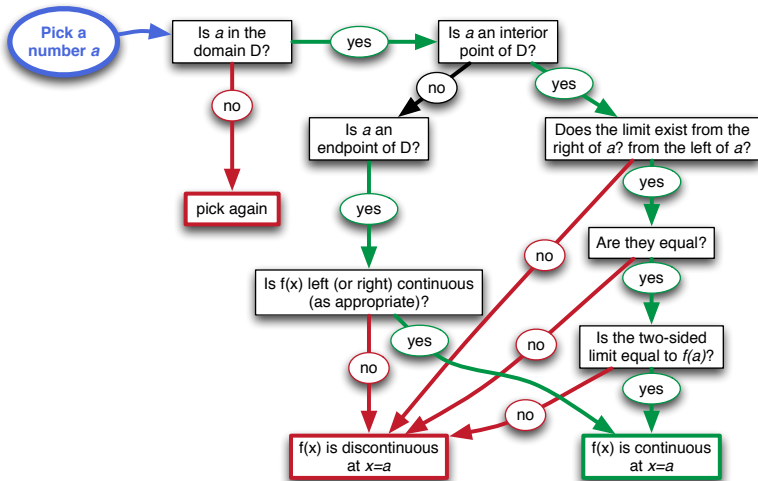 Pick a
number a
Is a in the
domain D?
yes
Is a an interior
point of D?
no
no
yes
Is a an
endpoint of D?
Does the limit exist from the
right of a? from the left of a?
pick again
yes
yes
no
Are they equal?
Is f(x) left (or right) continuous
(as appropriate)?
yes
yes
no
Is the two-sided
limit equal to f(a)?
no
yes
no
f(x) is discontinuous
at x=a
f(x) is continuous
at x=a